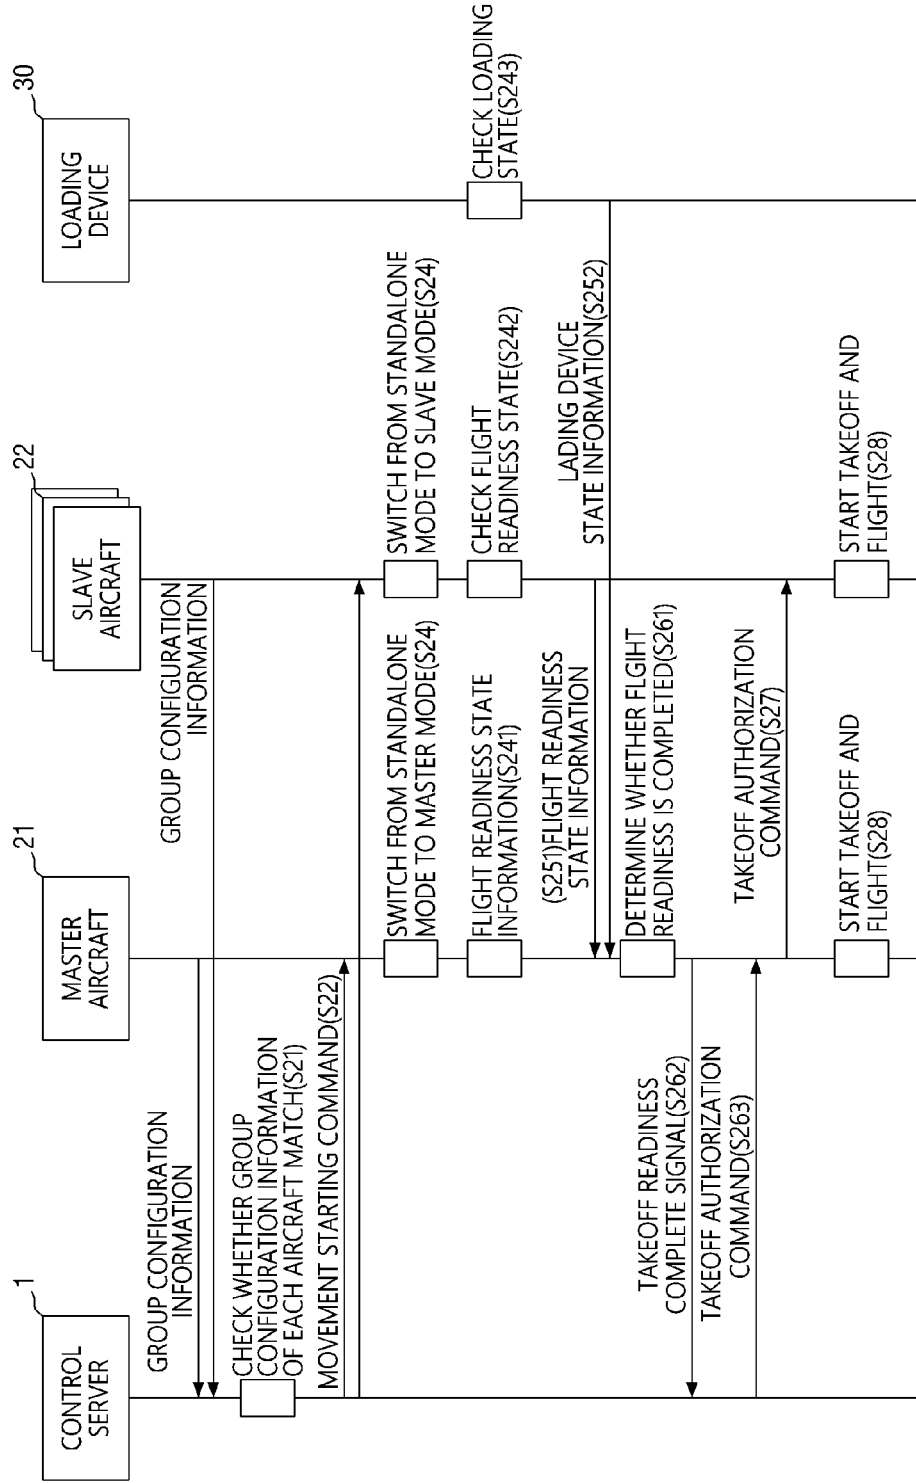 1
CONTROL
SERVER
21
MASTER
AIRCRAFT
22
SLAVE
AIRCRAFT
30
LOADING
DEVICE
GROUP CONFIGURATION
INFORMATION
GROUP CONFIGURATION
INFORMATION
CHECK WHETHER GROUP
CONFIGURATION INFORMATION
OF EACH AIRCRAFT MATCH(S21)
MOVEMENT STARTING COMMAND(S22)
SWITCH FROM STANDALONE
MODE TO MASTER MODE(S24)
SWITCH FROM STANDALONE
MODE TO SLAVE MODE(S24)
FLIGHT READINESS STATE
INFORMATION(S241)
CHECK FLIGHT
READINESS STATE(S242)
CHECK LOADING
STATE(S243)
(S251)FLIGHT READINESS
STATE INFORMATION
LADING DEVICE
STATE INFORMATION(S252)
DETERMINE WHETHER FLGIHT
READINESS IS COMPLETED(S261)
TAKEOFF READINESS
COMPLETE SIGNAL(S262)
TAKEOFF AUTHORIZATION
COMMAND(S263)
TAKEOFF AUTHORIZATION
COMMAND(S27)
START TAKEOFF AND
FLIGHT(S28)
START TAKEOFF AND
FLIGHT(S28)